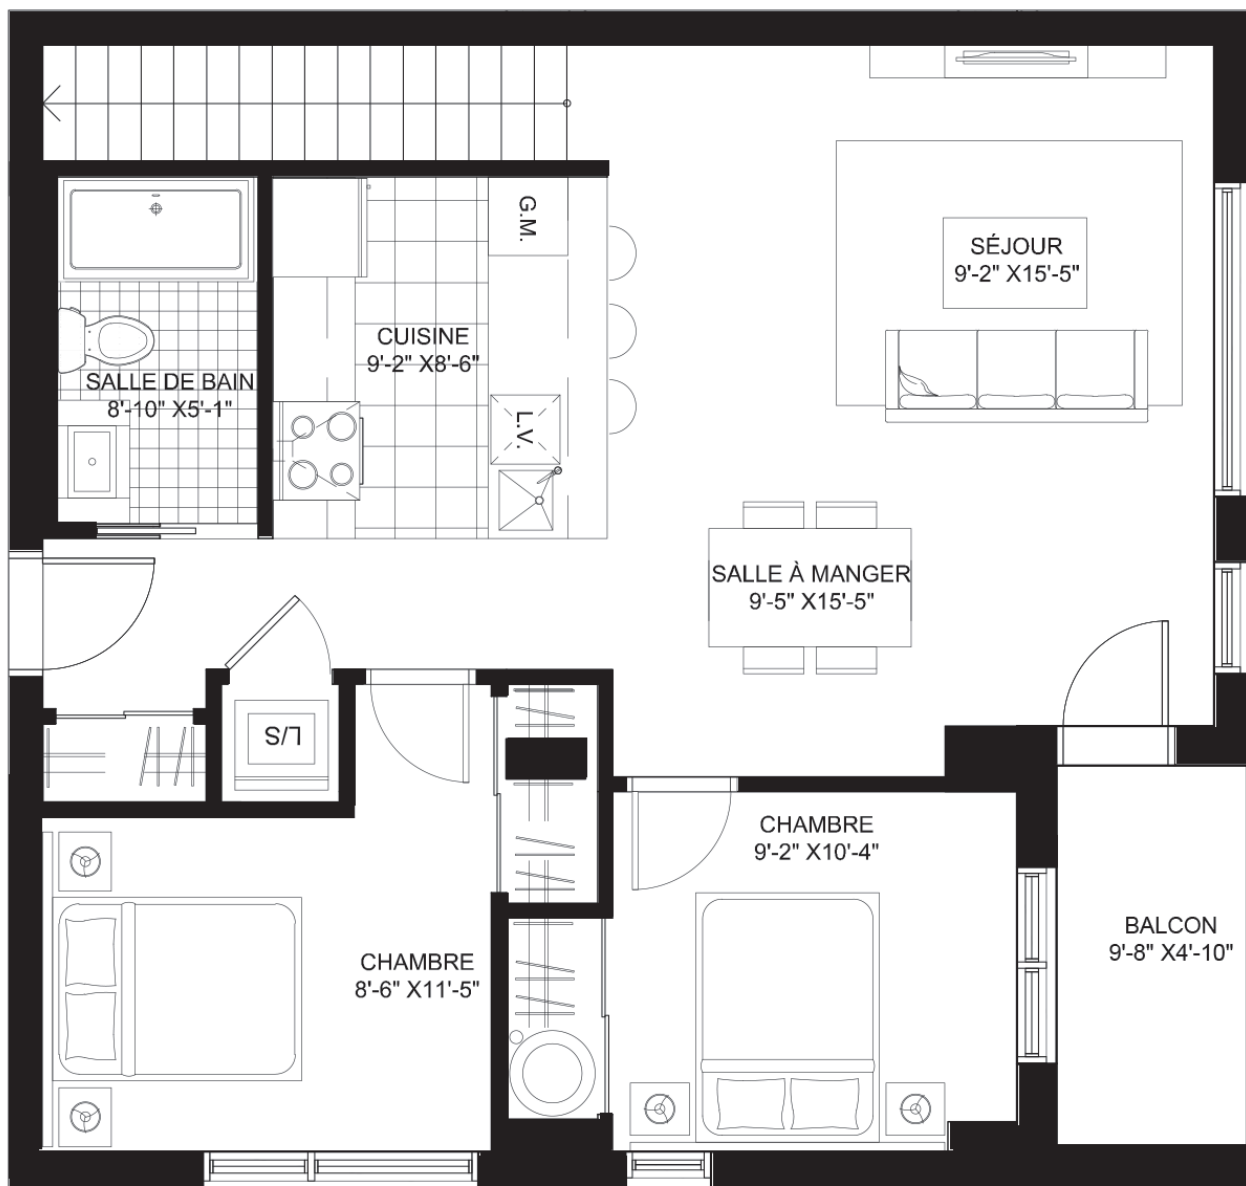 G.M.
SÉJOUR
9'-2" X15'-5"
CUISINE
9'-2" X8'-6"
SALLE DE BAIN
8'-10" X5'-1"
L.V.
SALLE À MANGER
9'-5" X15'-5"
L/S
CHAMBRE
9'-2" X10'-4"
BALCON
9'-8" X4'-10"
CHAMBRE
8'-6" X11'-5"